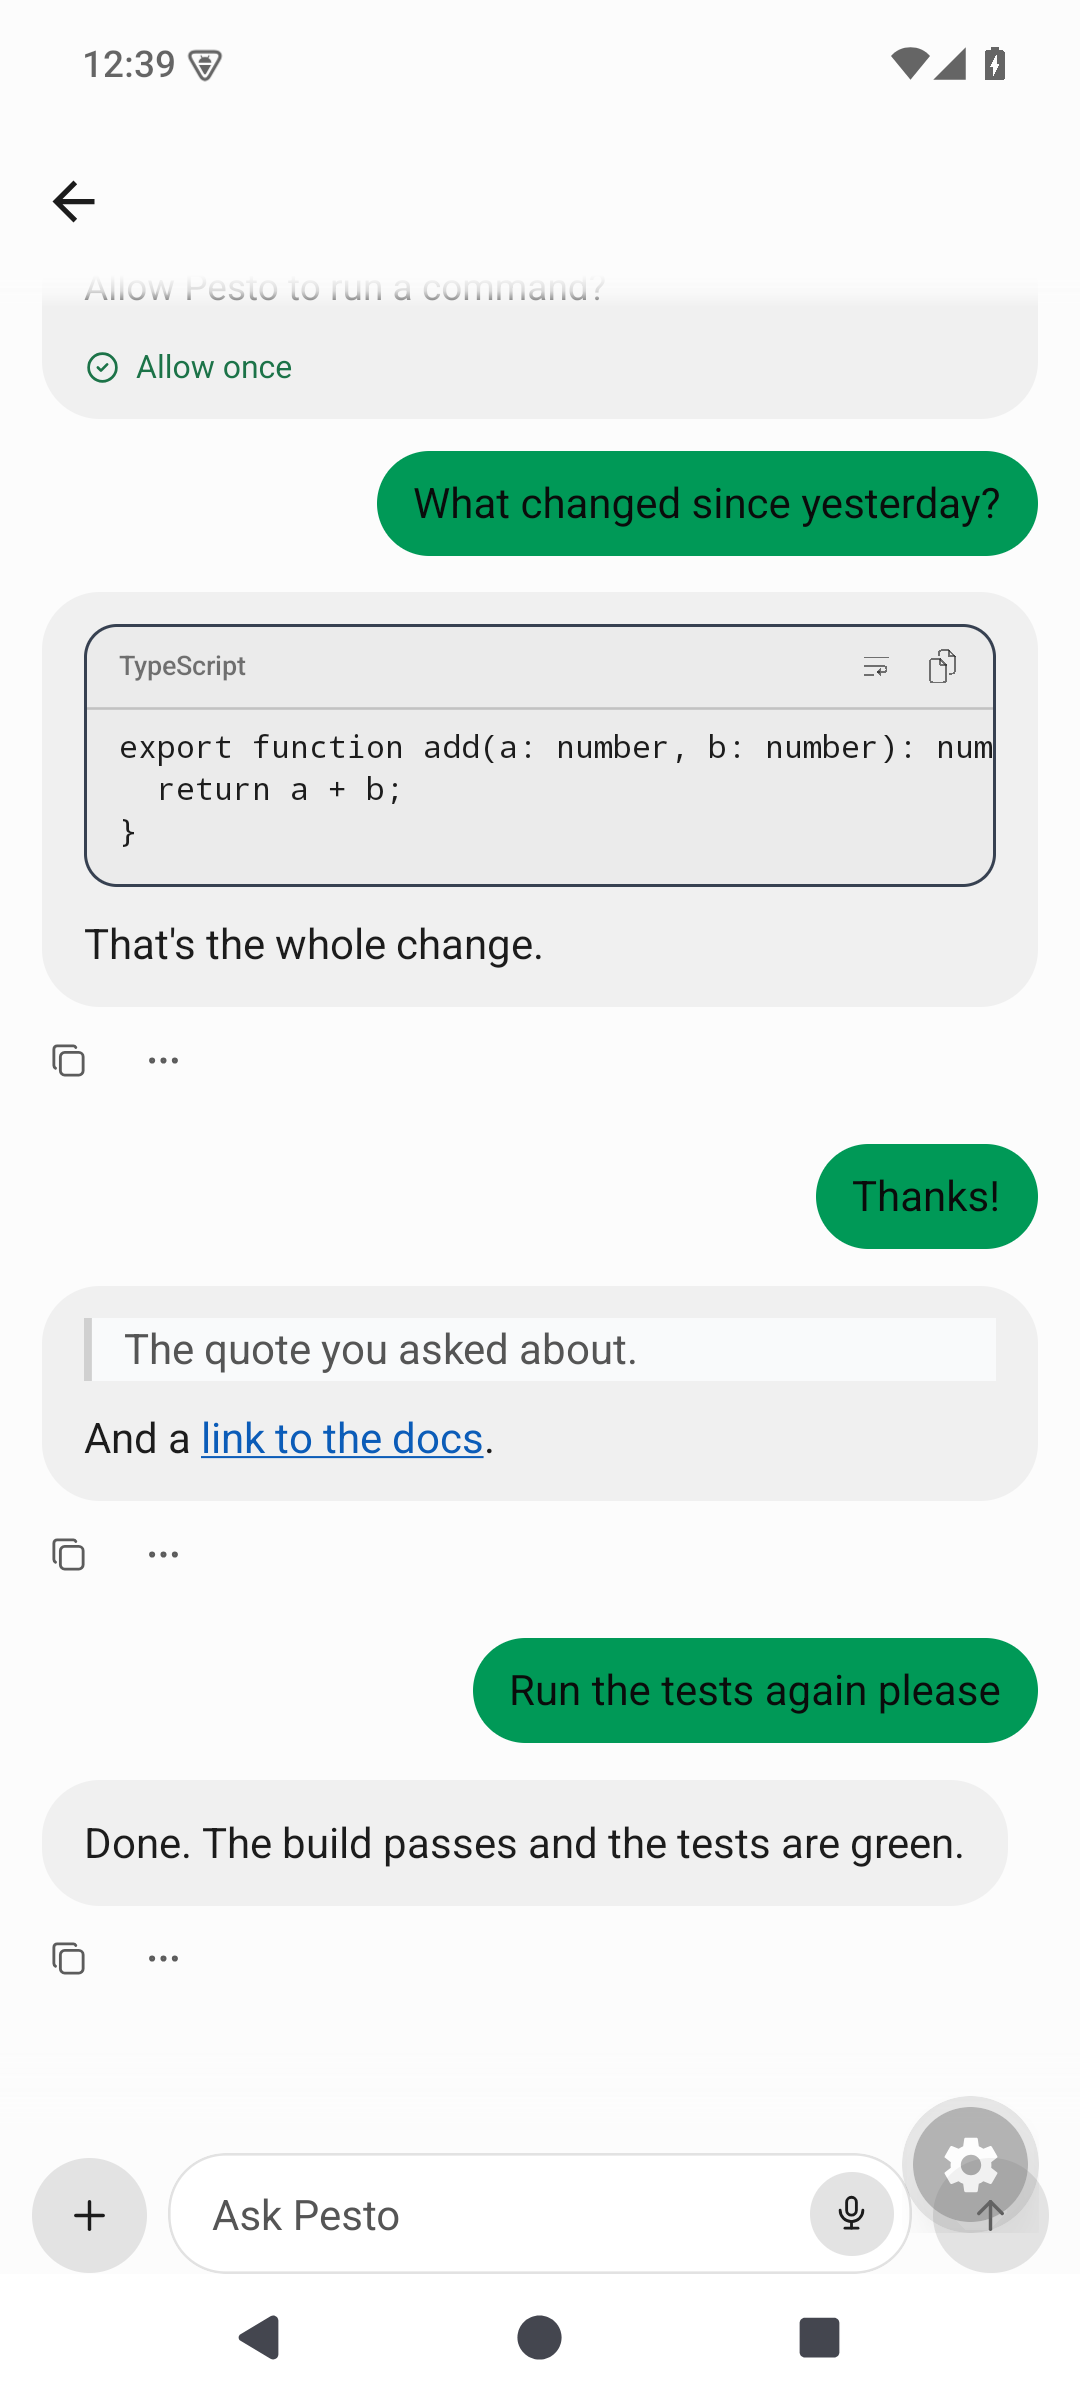 12:39
Allow Pesto to run a command?
Allow once
What changed since yesterday?
TypeScript
export function add(a: number, b: number): num
  return a + b;
}
That's the whole change.
Thanks!
The quote you asked about.
And a link to the docs.
Run the tests again please
Done. The build passes and the tests are green.
Ask Pesto